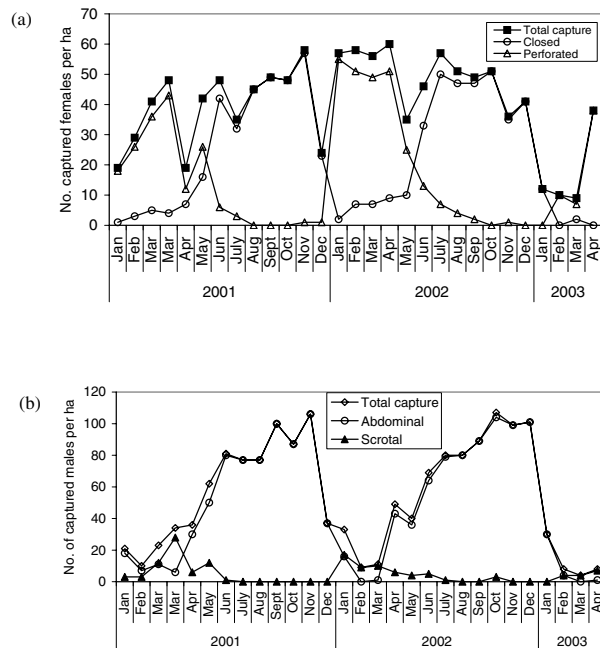 (a)
70
60
50
40
30
20
10
0
No. captured females per ha
Total capture
Closed
Perforated
Jan Feb Mar Mar Apr May Jun July Aug Sept Oct Nov Dec Jan Feb Mar Apr May Jun July Aug Sep Oct Nov Dec Jan Feb Mar Apr
2001 2002 2003
(b)
120
100
80
60
40
20
0
No. of captured males per ha
Total capture
Abdominal
Scrotal
Jan Feb Mar Mar Apr May Jun July Aug Sept Oct Nov Dec Jan Feb Mar Apr May Jun July Aug Sep Oct Nov Dec Jan Feb Mar Apr
2001 2002 2003